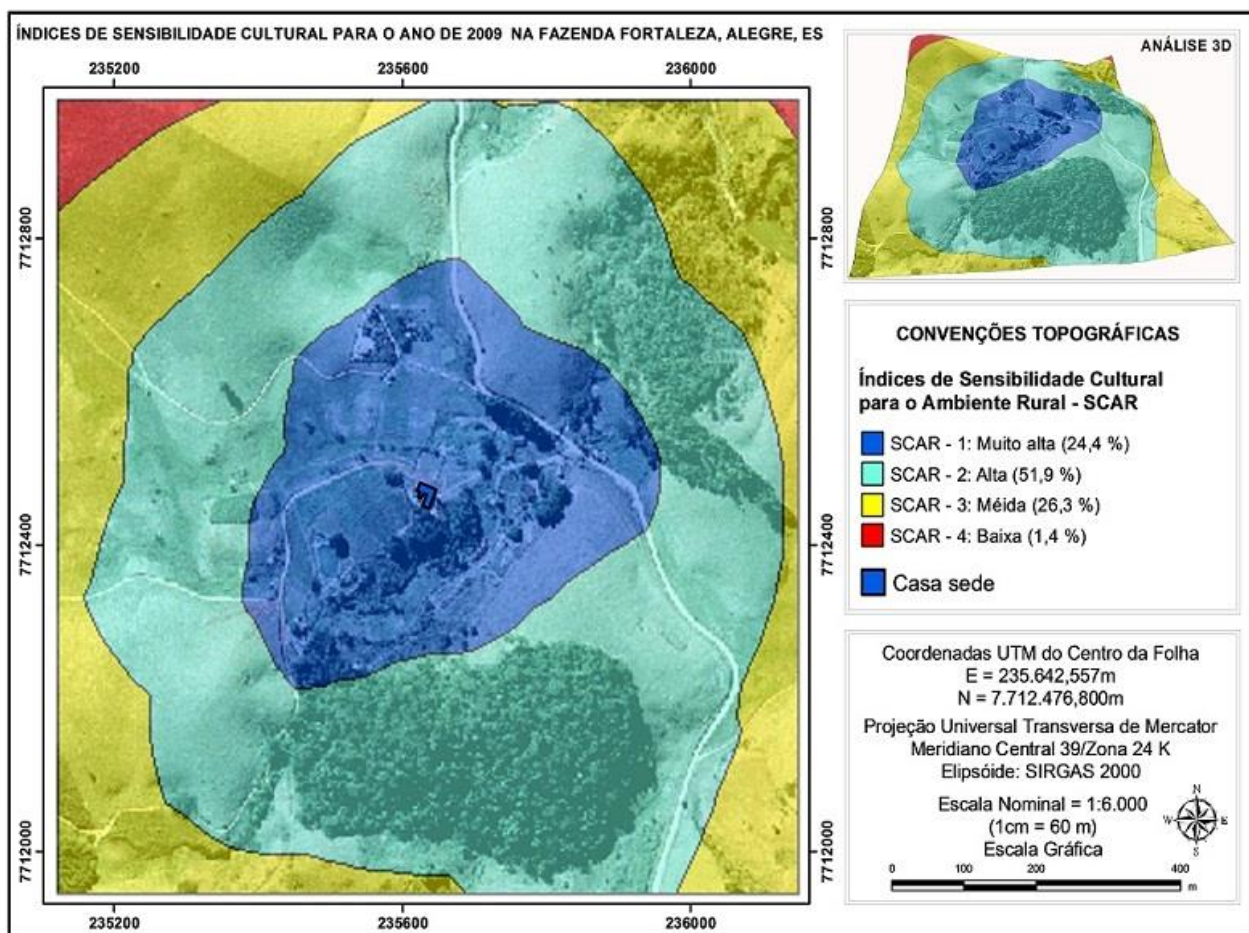 ÍNDICES DE SENSIBILIDADE CULTURAL PARA O ANO DE 2009 NA FAZENDA FORTALEZA, ALEGRE, ES
235200
235600
236000
7712800
7712400
7712000
7712800
7712400
7712000
235200
235600
236000
ANÁLISE 3D
CONVENÇÕES TOPOGRÁFICAS
Índices de Sensibilidade Cultural
para o Ambiente Rural - SCAR
SCAR - 1: Muito alta (24,4 %)
SCAR - 2: Alta (51,9 %)
SCAR - 3: Méida (26,3 %)
SCAR - 4: Baixa (1,4 %)
Casa sede
Coordenadas UTM do Centro da Folha
E = 235.642,557m
N = 7.712.476,800m
Projeção Universal Transversa de Mercator
Meridiano Central 39/Zona 24 K
Elipsóide: SIRGAS 2000
Escala Nominal = 1:6.000
(1cm = 60 m)
Escala Gráfica
N
W E
S
0 100 200 400
m